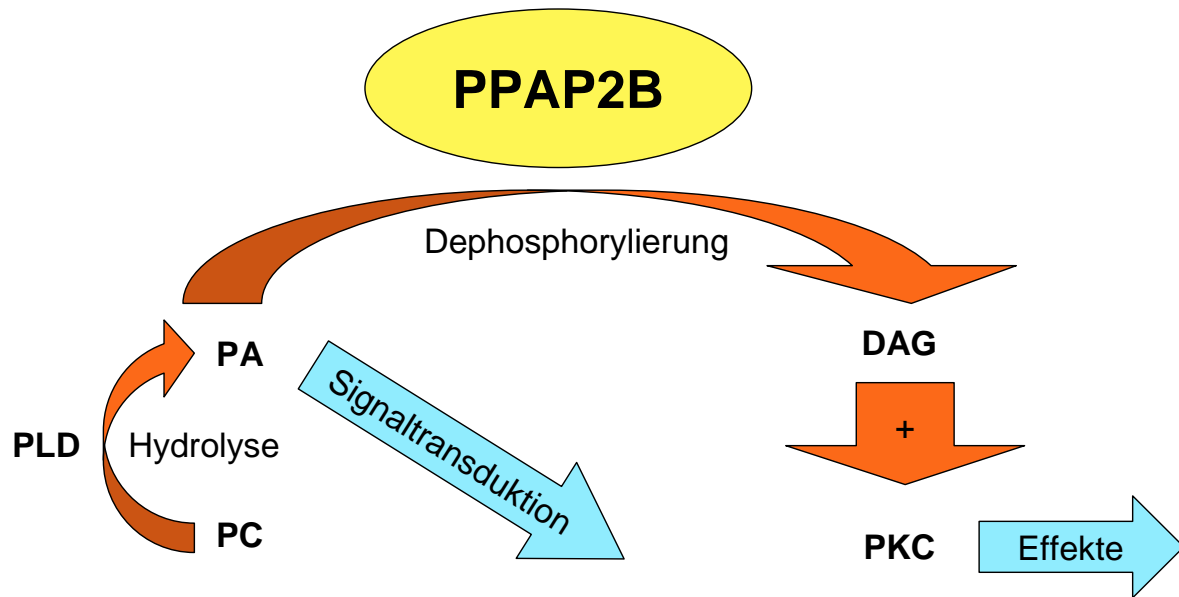 PPAP2B
Dephosphorylierung
PA
DAG
Signaltransduktion
+
PLD
Hydrolyse
PC
PKC
Effekte